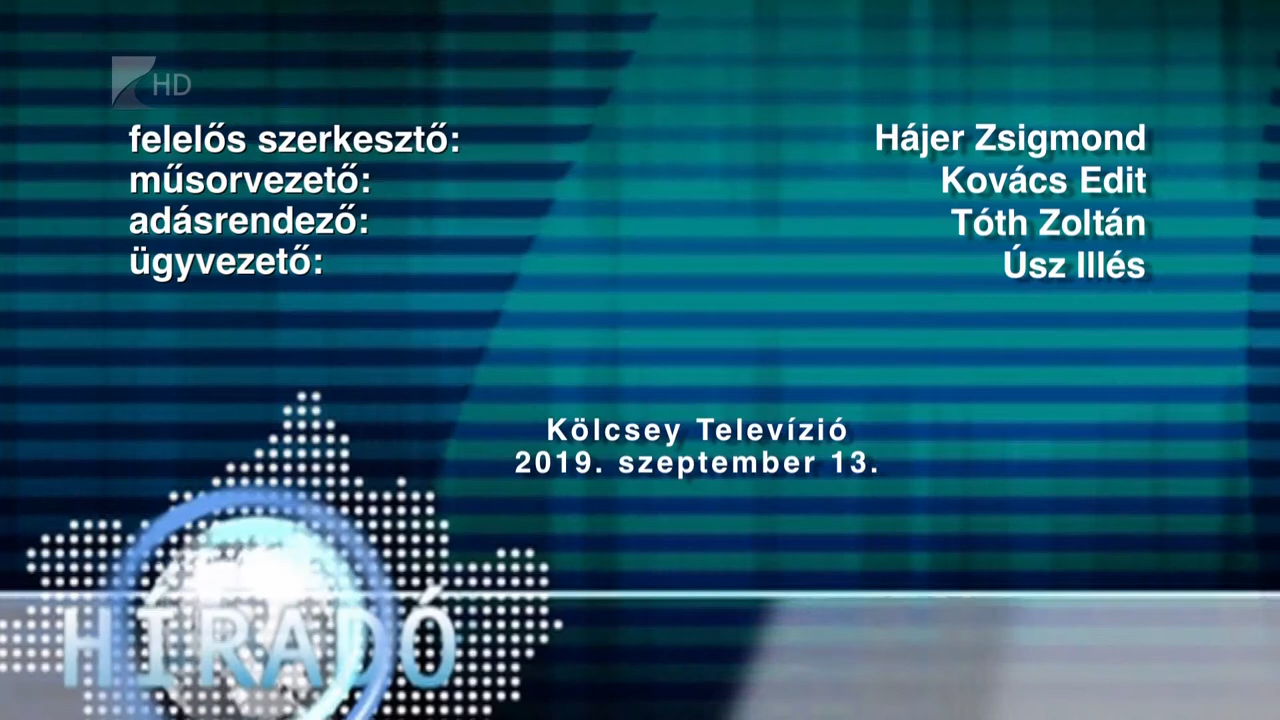 HD
felelős szerkesztő: Hájer Zsigmond
műsorvezető: Kovács Edit
adásrendező: Tóth Zoltán
ügyvezető: Úsz Illés
Kölcsey Televízió
2019. szeptember 13.
HÍRADÓ